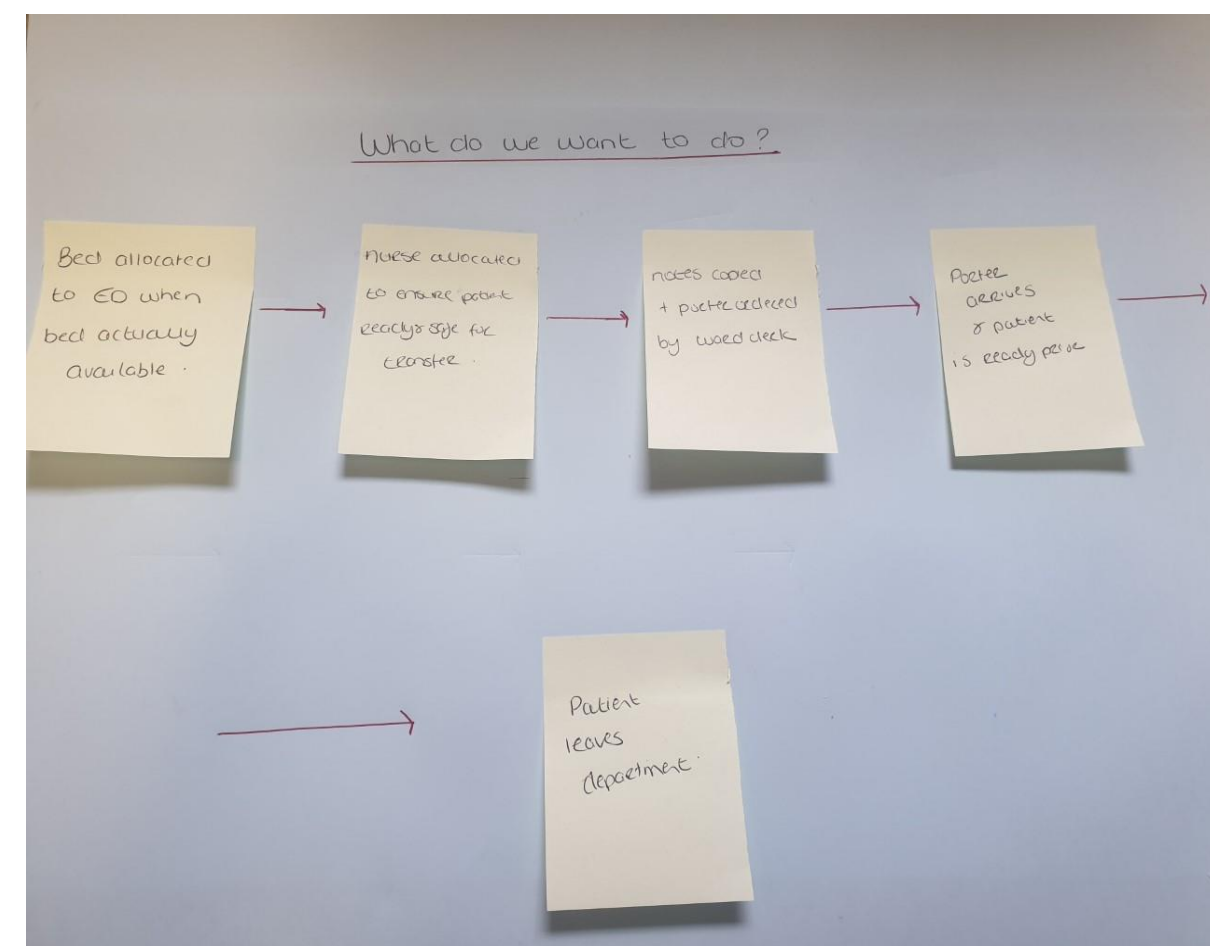 What do we want to do?
Bed allocated
to ED when
bed actually
available.
nurse allocated
to ensure patient
ready & safe for
transfer.
notes copied
+ porter ordered
by ward clerk
Porter
arrives
& patient
is ready
Patient
leaves
department.